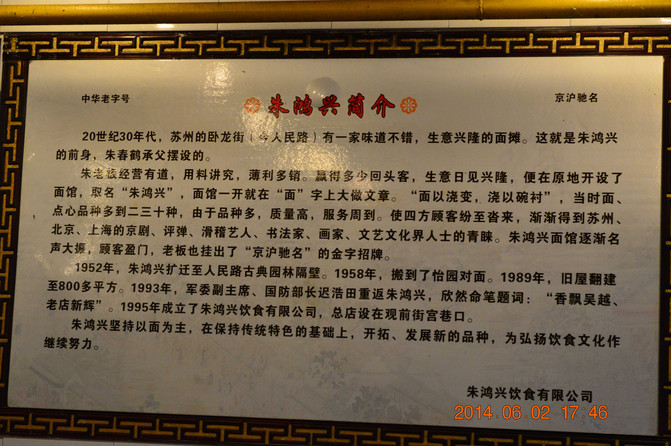 中华老字号
朱鸿兴简介
京沪驰名
20世纪30年代，苏州的卧龙街（今人民路）有一家味道不错，生意兴隆的面摊。这就是朱鸿兴
的前身，朱春鹤承父摆设的。
朱老板经营有道，用料讲究，薄利多销。赢得多少回头客，生意日见兴隆，便在原地开设了
面馆，取名“朱鸿兴”，面馆一开就在“面”字上大做文章。“面以浇变，浇以碗衬”，当时面、
点心品种多到二三十种，由于品种多，质量高，服务周到。使四方顾客纷至沓来，渐渐得到苏州、
北京、上海的京剧、评弹、滑稽艺人、书法家、画家、文艺文化界人士的青睐。朱鸿兴面馆逐渐名
声大振，顾客盈门，老板也挂出了“京沪驰名”的金字招牌。
1952年，朱鸿兴扩迁至人民路古典园林隔壁。1958年，搬到了怡园对面。1989年，旧屋翻建
至800多平方。1993年，军委副主席、国防部长迟浩田重返朱鸿兴，欣然命笔题词：“香飘吴越、
老店新辉”。1995年成立了朱鸿兴饮食有限公司，总店设在观前街宫巷口。
朱鸿兴坚持以面为主，在保持传统特色的基础上，开拓、发展新的品种，为弘扬饮食文化作
继续努力。
朱鸿兴饮食有限公司
2014.06.02 17:46